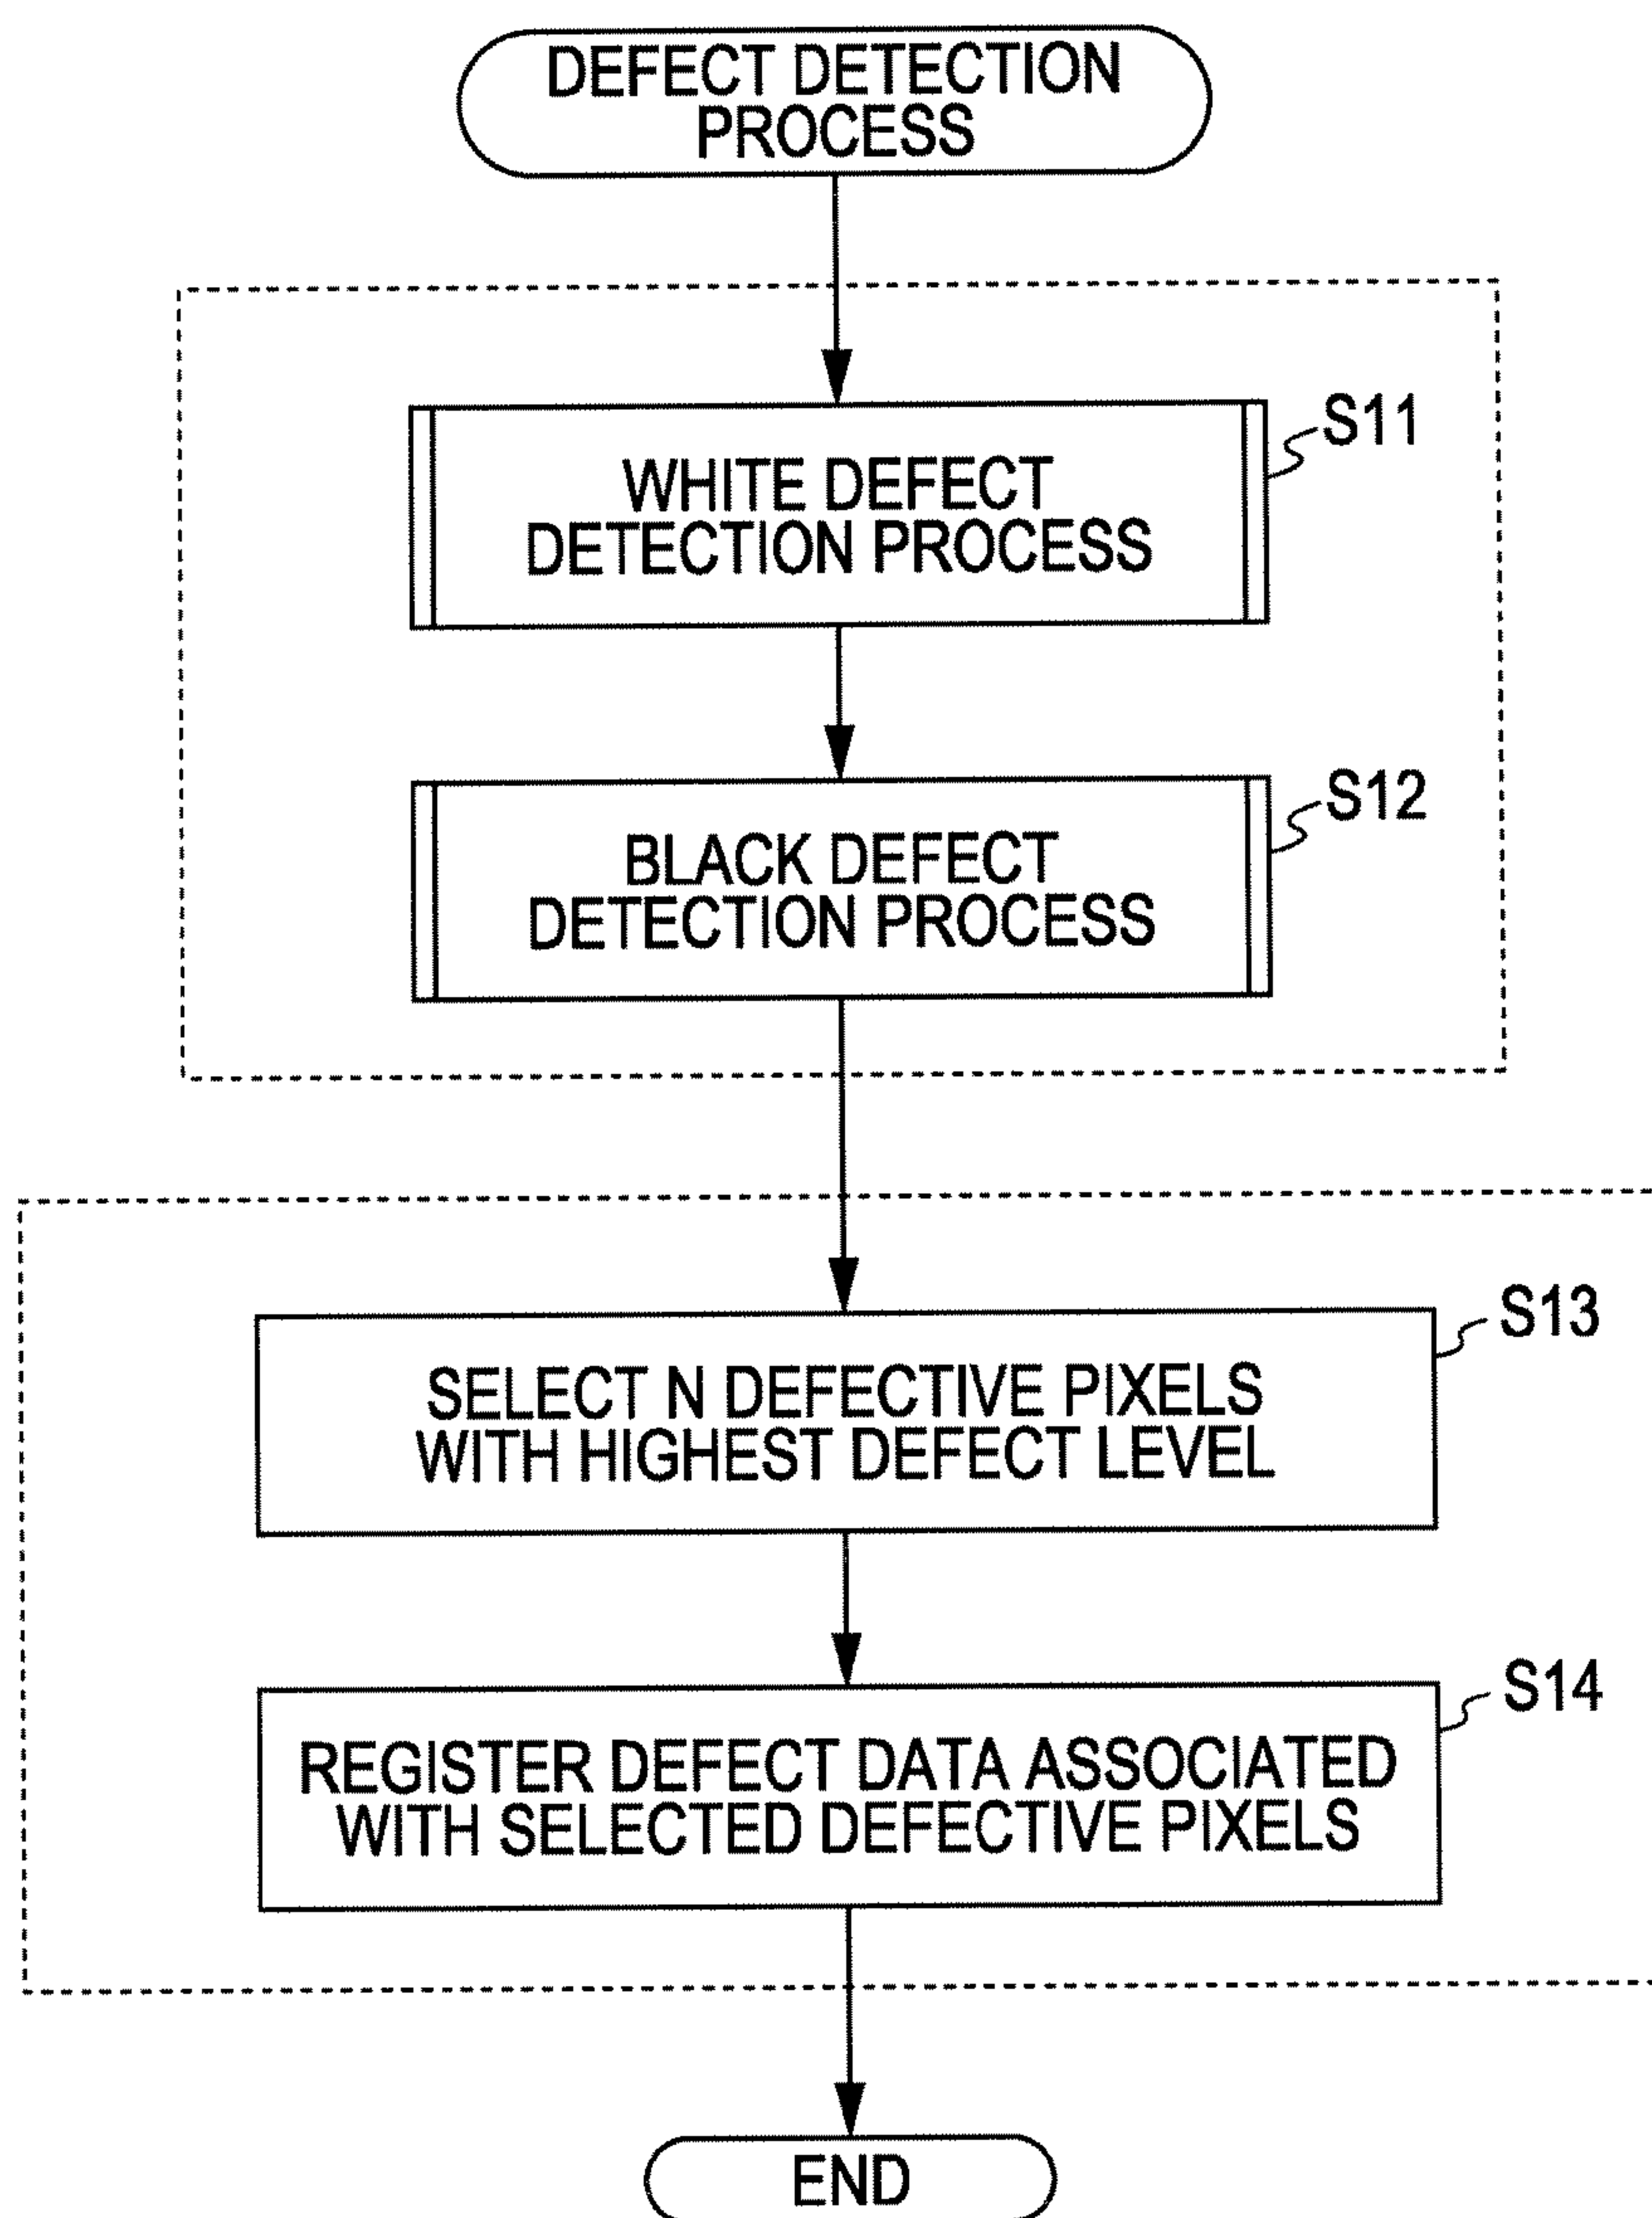 DEFECT DETECTION
PROCESS
S11
WHITE DEFECT
DETECTION PROCESS
S12
BLACK DEFECT
DETECTION PROCESS
S13
SELECT N DEFECTIVE PIXELS
WITH HIGHEST DEFECT LEVEL
S14
REGISTER DEFECT DATA ASSOCIATED
WITH SELECTED DEFECTIVE PIXELS
END